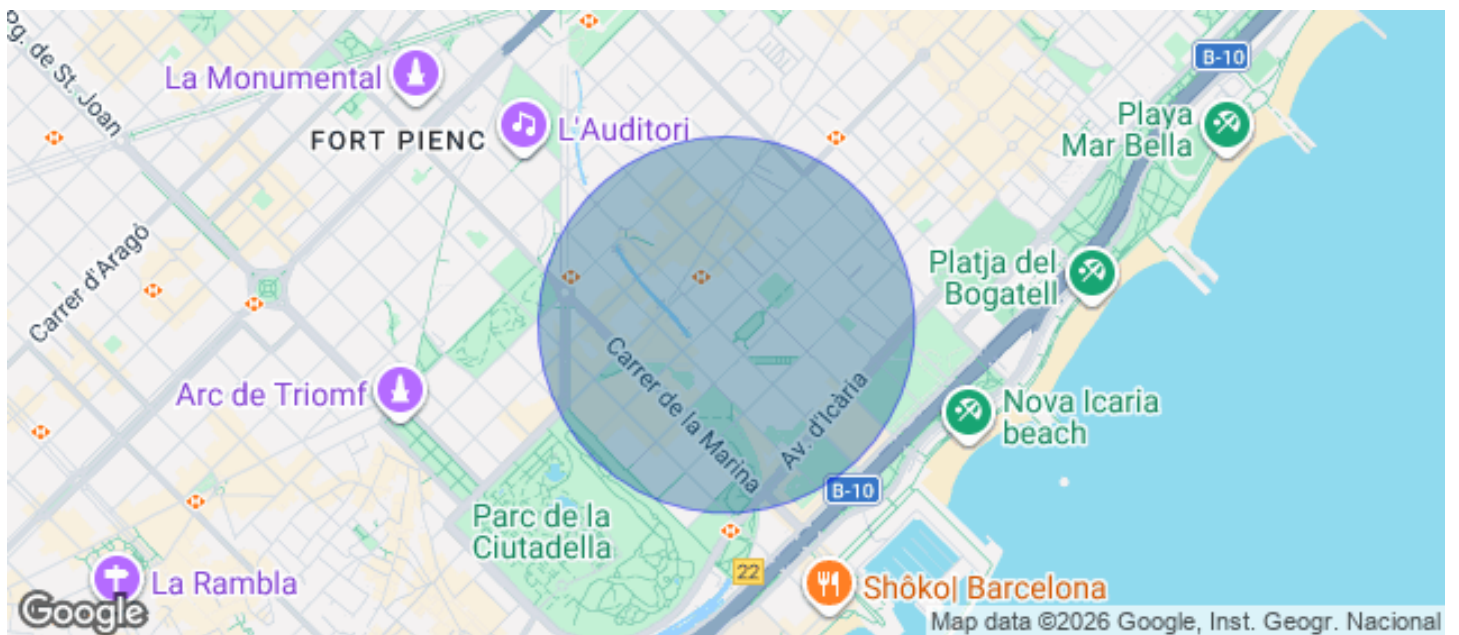 Pg. de St. Joan
La Monumental
FORT PIENC
L'Auditori
B-10
Playa
Mar Bella
Carrer d'Aragó
Platja del
Bogatell
Arc de Triomf
Carrer de la Marina
Av. d'Icària
Nova Icaria
beach
B-10
Parc de la
Ciutadella
22
La Rambla
Shôko| Barcelona
Google
Map data ©2026 Google, Inst. Geogr. Nacional